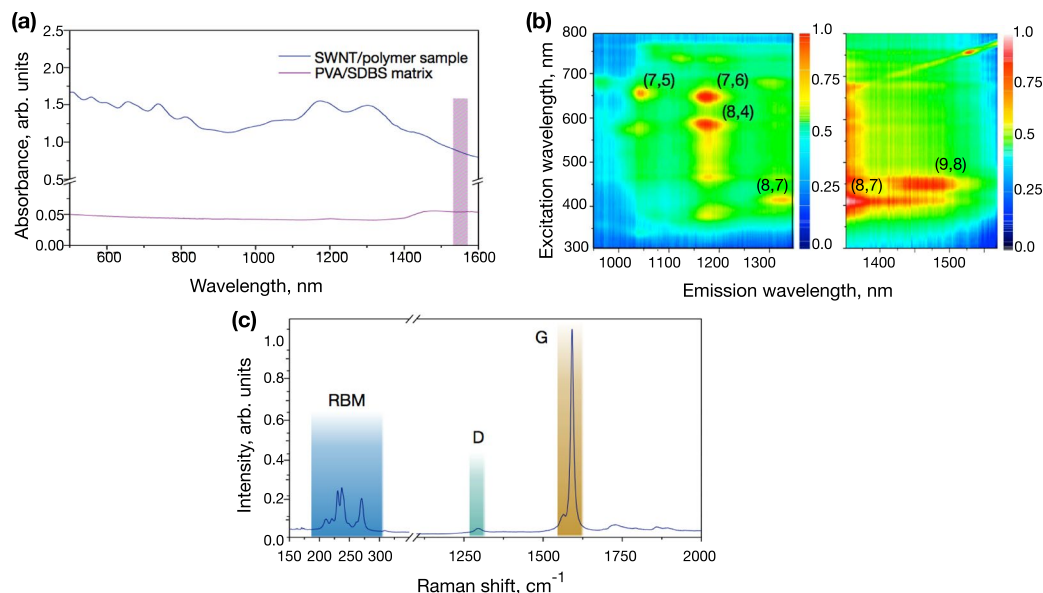 (a)
2.5
2.0
1.5
1.0
0.5
0.05
0.00
Absorbance, arb. units
SWNT/polymer sample
PVA/SDBS matrix
600 800 1000 1200 1400 1600
Wavelength, nm
(b)
800
700
600
500
400
300
Excitation wavelength, nm
(7,5)
(7,6)
(8,4)
(8,7)
1.0
0.75
0.5
0.25
0.0
(9,8)
(8,7)
1.0
0.75
0.5
0.25
0.0
1000 1100 1200 1300
1400 1500
Emission wavelength, nm
(c)
1.0
0.8
0.6
0.4
0.2
0.0
Intensity, arb. units
RBM
D
G
150 200 250 300 1250 1500 1750 2000
Raman shift, cm⁻¹